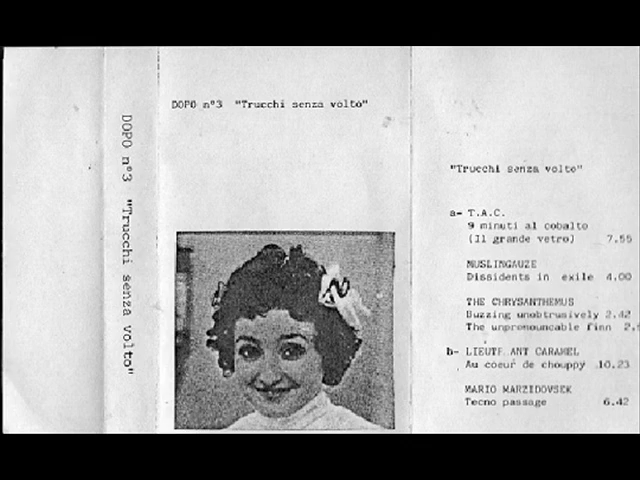 DOPO n°3 "Trucchi senza volto"
DOPO n°3 "Trucchi senza volto"
"Trucchi senza volto"
a- T.A.C.
9 minuti al cobalto
(Il grande vetro) 7.55
MUSLINGAUZE
Dissidents in exile 4.00
THE CHRYSANTHEMUS
Buzzing unobtrusively 2.42
The unpronouncable finn
b- LIEUTE ANT CARAMEL
Au coeur de chouppy 10.23
MARIO MARZIDOVSEK
Tecno passage 6.42